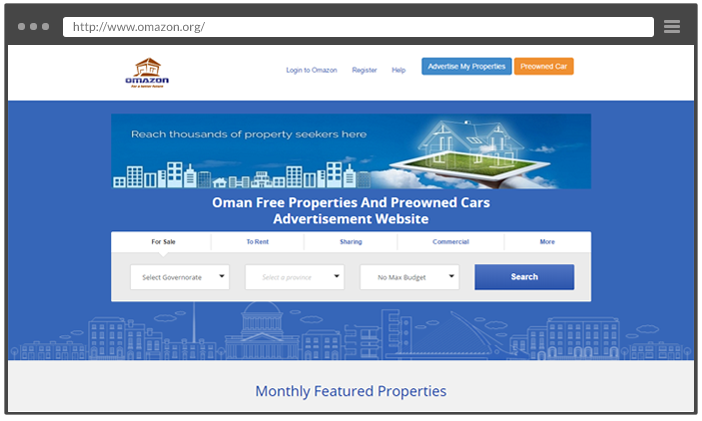 http://www.omazon.org/
OMAZON
For a better future
Login to Omazon
Register
Help
Advertise My Properties
Preowned Car
Reach thousands of property seekers here
Oman Free Properties And Preowned Cars
Advertisement Website
For Sale
To Rent
Sharing
Commercial
More
Select Governorate
Select a province
No Max Budget
Search
Monthly Featured Properties